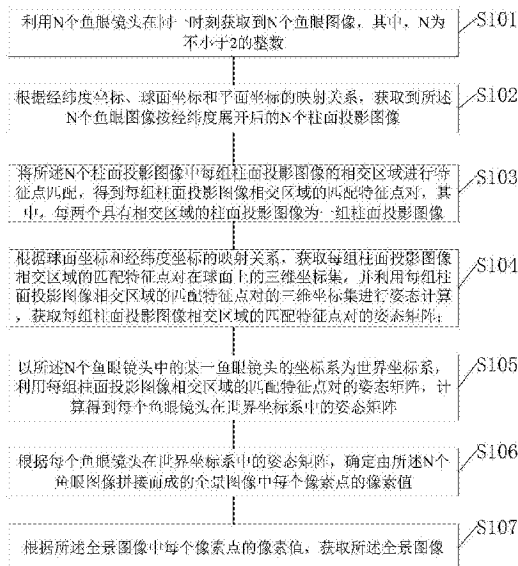 利用N个鱼眼镜头在同一时刻获取到N个鱼眼图像，其中，N为
不小于2的整数
S101
根据经纬度坐标、球面坐标和平面坐标的映射关系，获取到所述
N个鱼眼图像按经纬度展开后的N个柱面投影图像
S102
将所述N个柱面投影图像中每组柱面投影图像的相交区域进行特
征点匹配，得到每组柱面投影图像相交区域的匹配特征点对，其
中，每两个具有相交区域的柱面投影图像为一组柱面投影图像
S103
根据球面坐标和经纬度坐标的映射关系，获取每组柱面投影图像
相交区域的匹配特征点对在球面上的三维坐标集，并利用每组柱
面投影图像相交区域的匹配特征点对的三维坐标集进行姿态计算
，获取每组柱面投影图像相交区域的匹配特征点对的姿态矩阵；
S104
以所述N个鱼眼镜头中的某一鱼眼镜头的坐标系为世界坐标系，
利用每组柱面投影图像相交区域的匹配特征点对的姿态矩阵，计
算得到每个鱼眼镜头在世界坐标系中的姿态矩阵
S105
根据每个鱼眼镜头在世界坐标系中的姿态矩阵，确定由所述N个
鱼眼图像拼接而成的全景图像中每个像素点的像素值
S106
根据所述全景图像中每个像素点的像素值，获取所述全景图像
S107